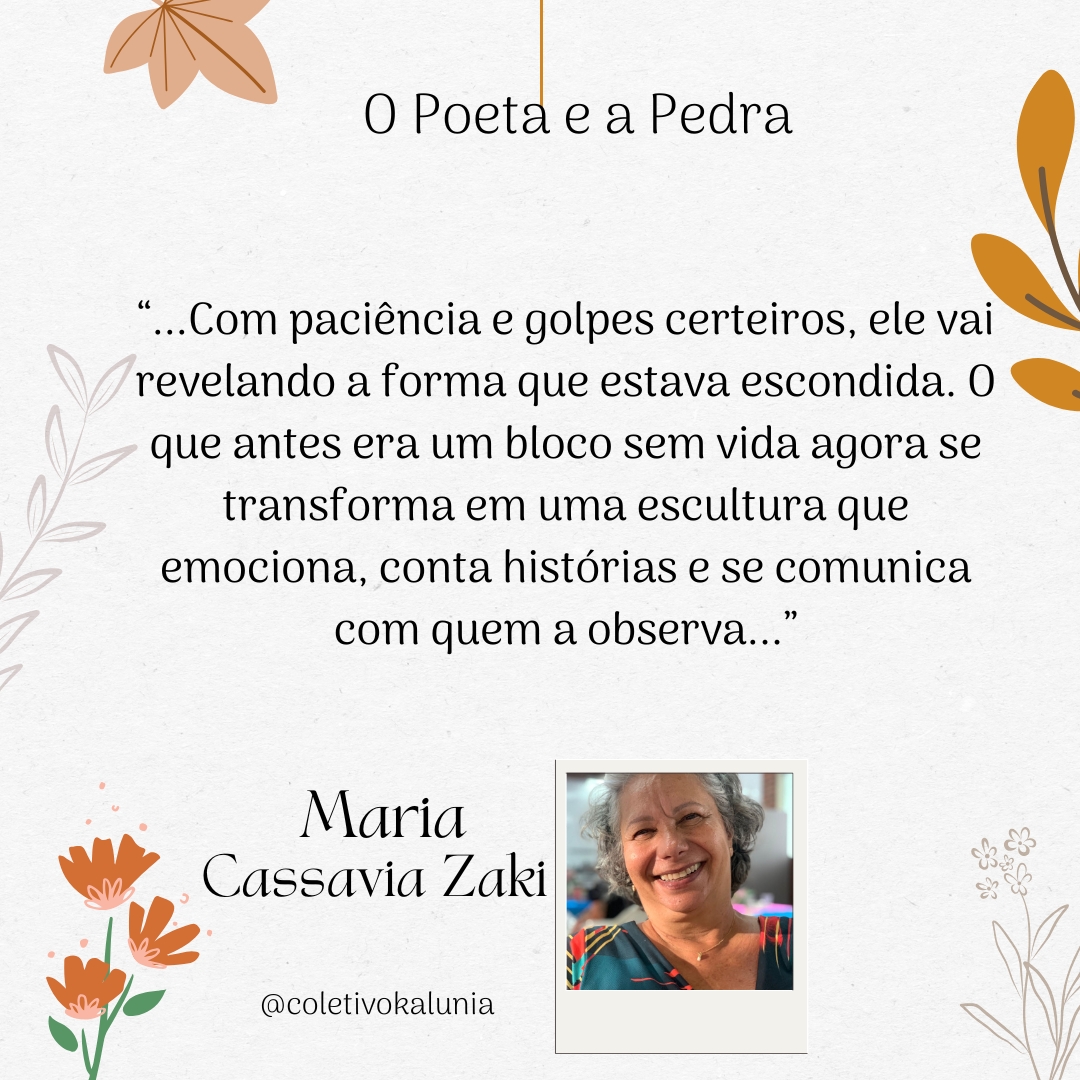 O Poeta e a Pedra
“...Com paciência e golpes certeiros, ele vai
revelando a forma que estava escondida. O
que antes era um bloco sem vida agora se
transforma em uma escultura que
emociona, conta histórias e se comunica
com quem a observa...”
Maria
Cassavia Zaki
@coletivokalunia